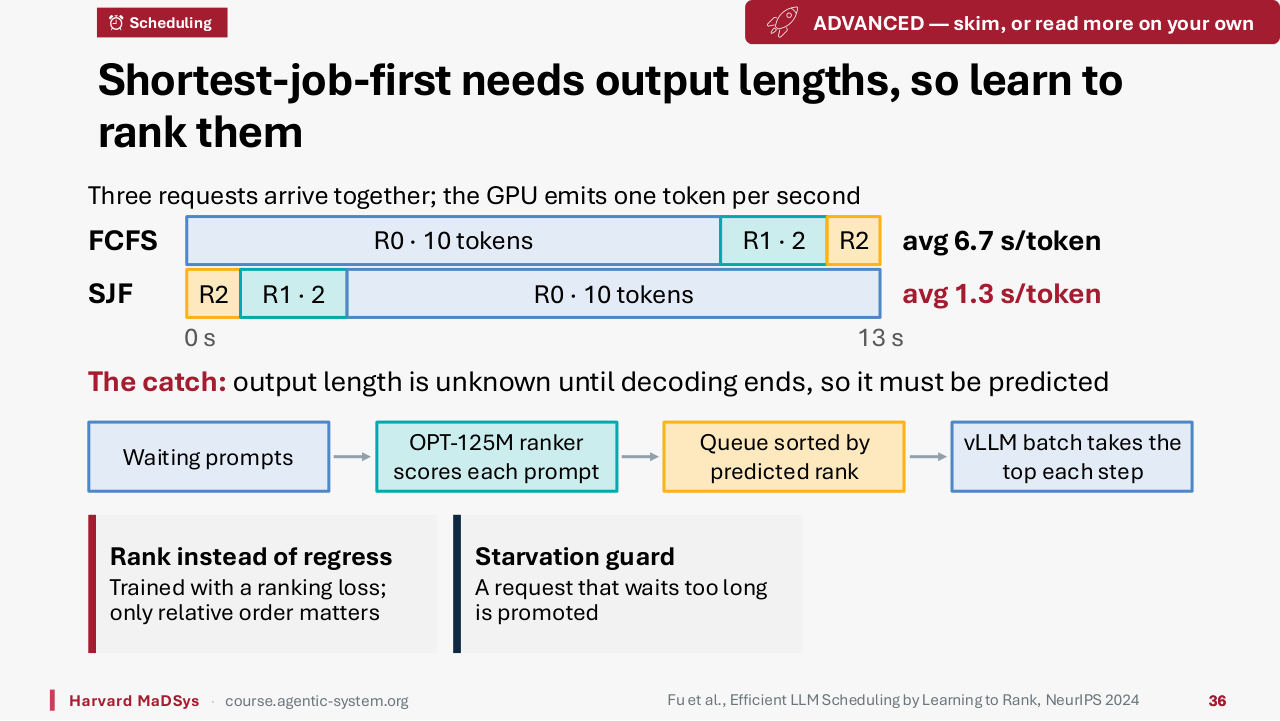 Scheduling
ADVANCED — skim, or read more on your own
Shortest-job-first needs output lengths, so learn to
rank them
Three requests arrive together; the GPU emits one token per second
FCFS
R0 · 10 tokens
R1 · 2
R2
avg 6.7 s/token
SJF
R2
R1 · 2
R0 · 10 tokens
avg 1.3 s/token
0 s
13 s
The catch: output length is unknown until decoding ends, so it must be predicted
Waiting prompts
OPT-125M ranker
scores each prompt
Queue sorted by
predicted rank
vLLM batch takes the
top each step
Rank instead of regress
Trained with a ranking loss;
only relative order matters
Starvation guard
A request that waits too long
is promoted
Harvard MaDSys · course.agentic-system.org
Fu et al., Efficient LLM Scheduling by Learning to Rank, NeurIPS 2024
36